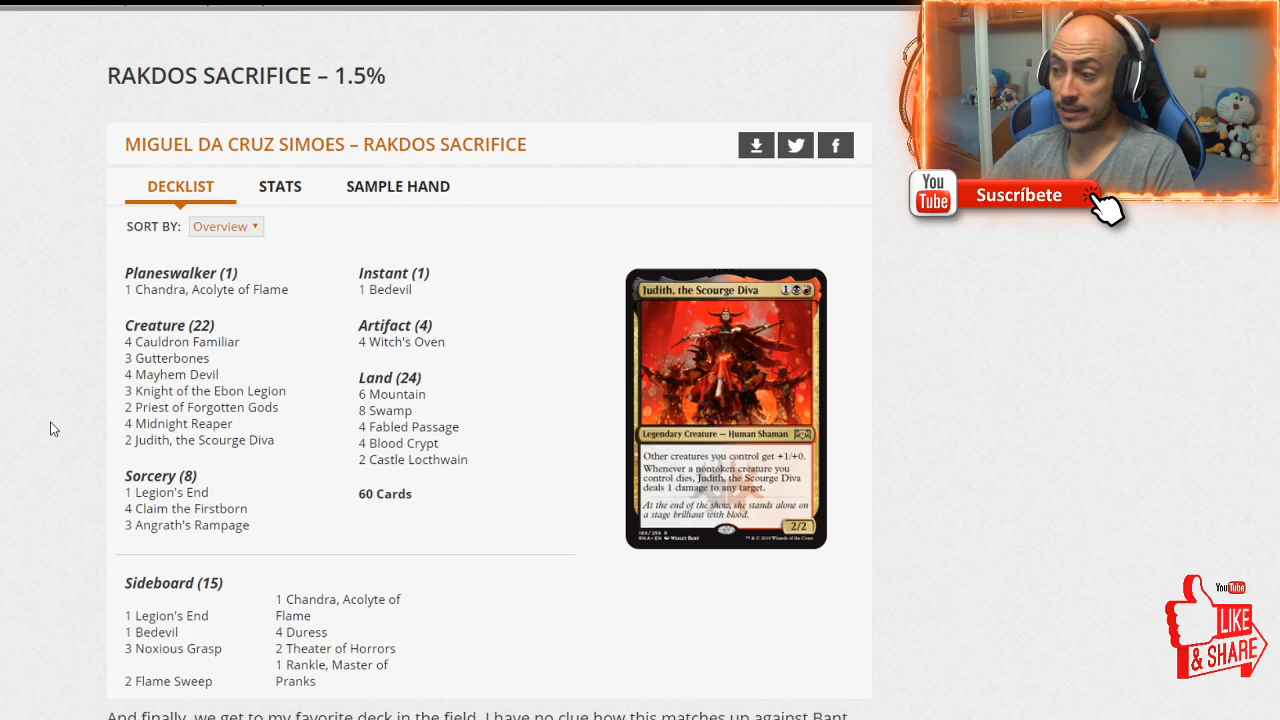 RAKDOS SACRIFICE – 1.5%
MIGUEL DA CRUZ SIMOES – RAKDOS SACRIFICE
DECKLIST
STATS
SAMPLE HAND
SORT BY:
Overview
Planeswalker (1)
1 Chandra, Acolyte of Flame
Creature (22)
4 Cauldron Familiar
3 Gutterbones
4 Mayhem Devil
3 Knight of the Ebon Legion
2 Priest of Forgotten Gods
4 Midnight Reaper
2 Judith, the Scourge Diva
Sorcery (8)
1 Legion's End
4 Claim the Firstborn
3 Angrath's Rampage
Instant (1)
1 Bedevil
Artifact (4)
4 Witch's Oven
Land (24)
6 Mountain
8 Swamp
4 Fabled Passage
4 Blood Crypt
2 Castle Locthwain
60 Cards
Judith, the Scourge Diva 1
Legendary Creature — Human Shaman
Other creatures you control get +1/+0.
Whenever a nontoken creature you
control dies, Judith, the Scourge Diva
deals 1 damage to any target.
At the end of the show, she stands alone on
a stage brilliant with blood.
2/2
Sideboard (15)
1 Legion's End
1 Bedevil
3 Noxious Grasp
2 Flame Sweep
1 Chandra, Acolyte of
Flame
4 Duress
2 Theater of Horrors
1 Rankle, Master of
Pranks
And finally, we get to my favorite deck in the field. I have no clue how this matches up against Bant
You
Tube
Suscríbete
YouTube
LIKE
& SHARE